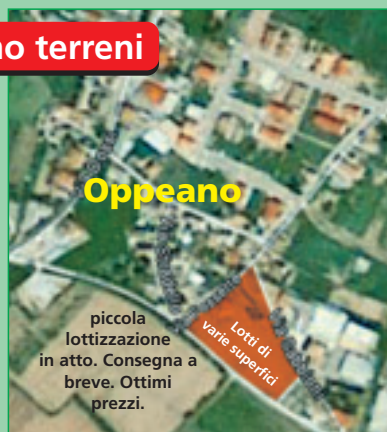 no terreni
Oppeano
Lotti di
varie superfici
piccola
lottizzazione
in atto. Consegna a
breve. Ottimi
prezzi.